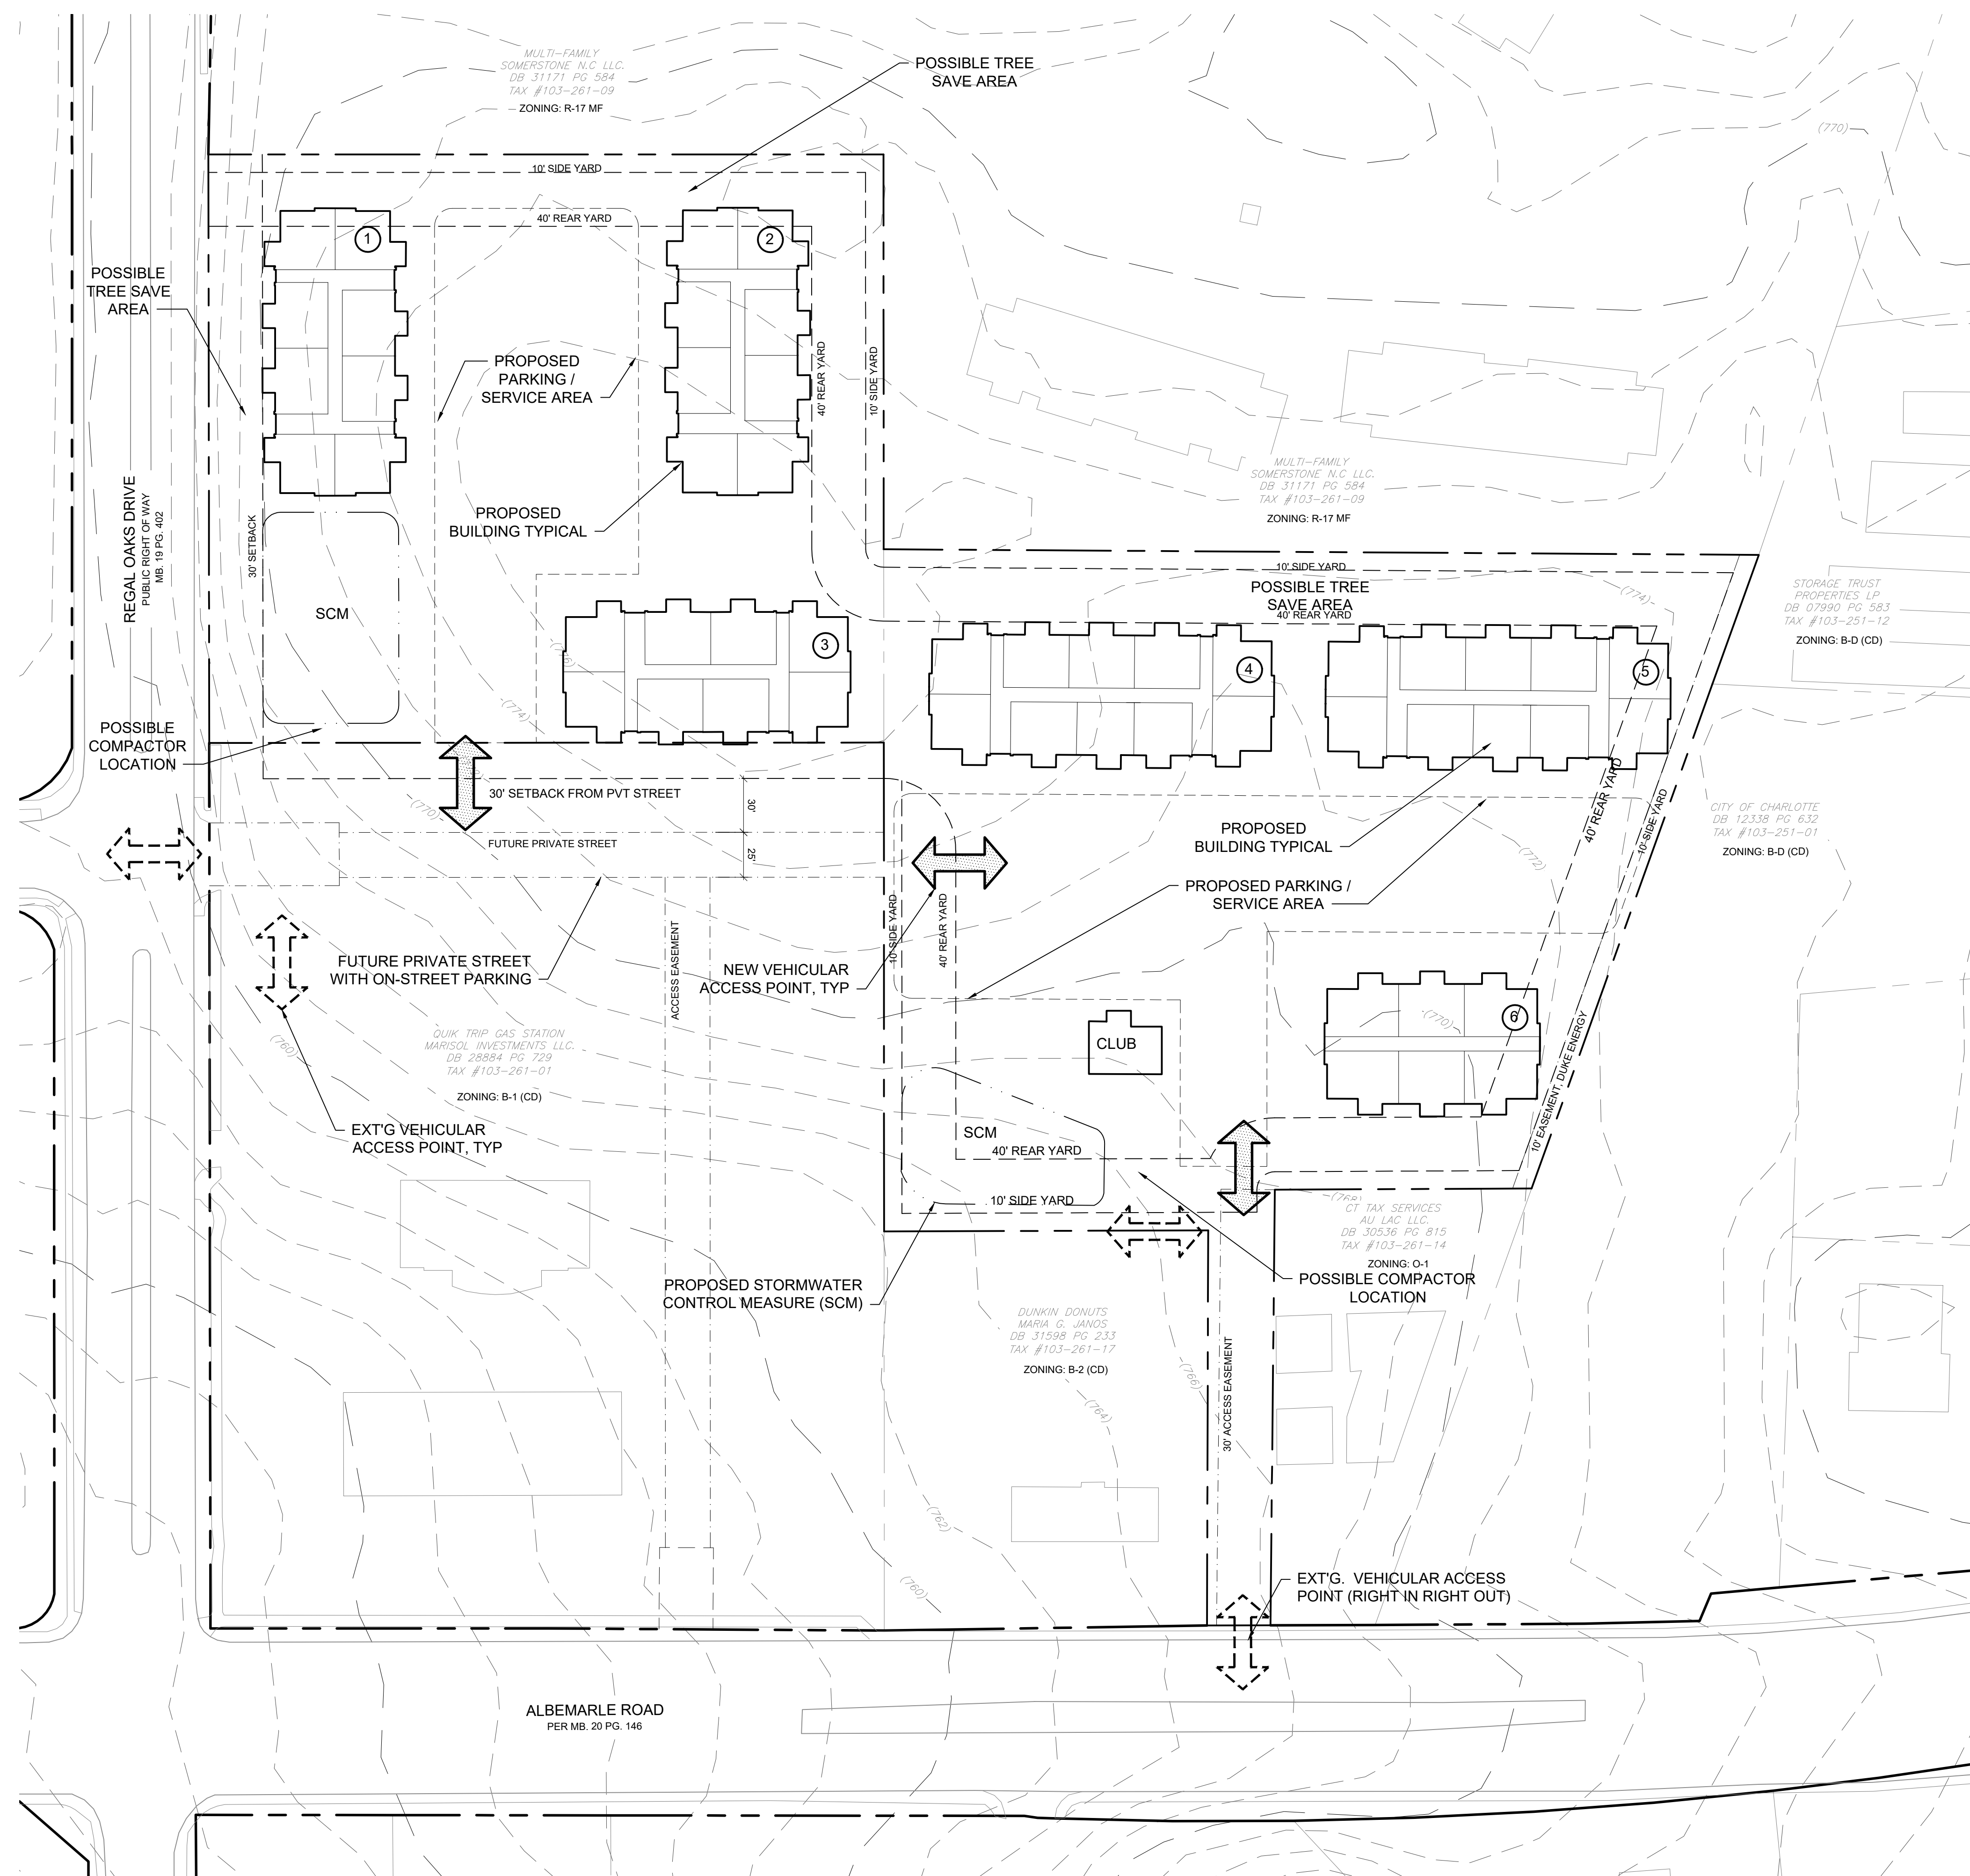 MULTI-FAMILY
SOMERSTONE N.C LLC.
DB 31171 PG 584
TAX #103-261-09
ZONING: R-17 MF
POSSIBLE TREE
SAVE AREA
(770)
10' SIDE YARD
40' REAR YARD
1
2
POSSIBLE
TREE SAVE
AREA
PROPOSED
PARKING /
SERVICE AREA
40' REAR YARD
10' SIDE YARD
MULTI-FAMILY
SOMERSTONE N.C LLC.
DB 31171 PG 584
TAX #103-261-09
ZONING: R-17 MF
REGAL OAKS DRIVE
PUBLIC RIGHT OF WAY
MB. 19 PG. 402
30' SETBACK
PROPOSED
BUILDING TYPICAL
SCM
10' SIDE YARD
POSSIBLE TREE
SAVE AREA
40' REAR YARD
(774)
STORAGE TRUST
PROPERTIES LP
DB 07990 PG 583
TAX #103-251-12
ZONING: B-D (CD)
(776)
3
4
5
(774)
POSSIBLE
COMPACTOR
LOCATION
30' SETBACK FROM PVT STREET
30'
(770)
FUTURE PRIVATE STREET
25'
PROPOSED
BUILDING TYPICAL
40' REAR YARD
10' SIDE YARD
CITY OF CHARLOTTE
DB 12338 PG 632
TAX #103-251-01
ZONING: B-D (CD)
(772)
PROPOSED PARKING /
SERVICE AREA
10' SIDE YARD
40' REAR YARD
ACCESS EASEMENT
FUTURE PRIVATE STREET
WITH ON-STREET PARKING
NEW VEHICULAR
ACCESS POINT, TYP
(770)
6
QUIK TRIP GAS STATION
MARISOL INVESTMENTS LLC.
DB 28884 PG 729
TAX #103-261-01
ZONING: B-1 (CD)
(760)
CLUB
10' EASEMENT, DUKE ENERGY
EXT'G VEHICULAR
ACCESS POINT, TYP
SCM
40' REAR YARD
10' SIDE YARD
(768)
CT TAX SERVICES
AU LAC LLC.
DB 30536 PG 815
TAX #103-261-14
ZONING: O-1
POSSIBLE COMPACTOR
LOCATION
PROPOSED STORMWATER
CONTROL MEASURE (SCM)
DUNKIN DONUTS
MARIA G. JANOS
DB 31598 PG 233
TAX #103-261-17
ZONING: B-2 (CD)
(766)
30' ACCESS EASEMENT
(764)
(762)
(760)
EXT'G. VEHICULAR ACCESS
POINT (RIGHT IN RIGHT OUT)
ALBEMARLE ROAD
PER MB. 20 PG. 146